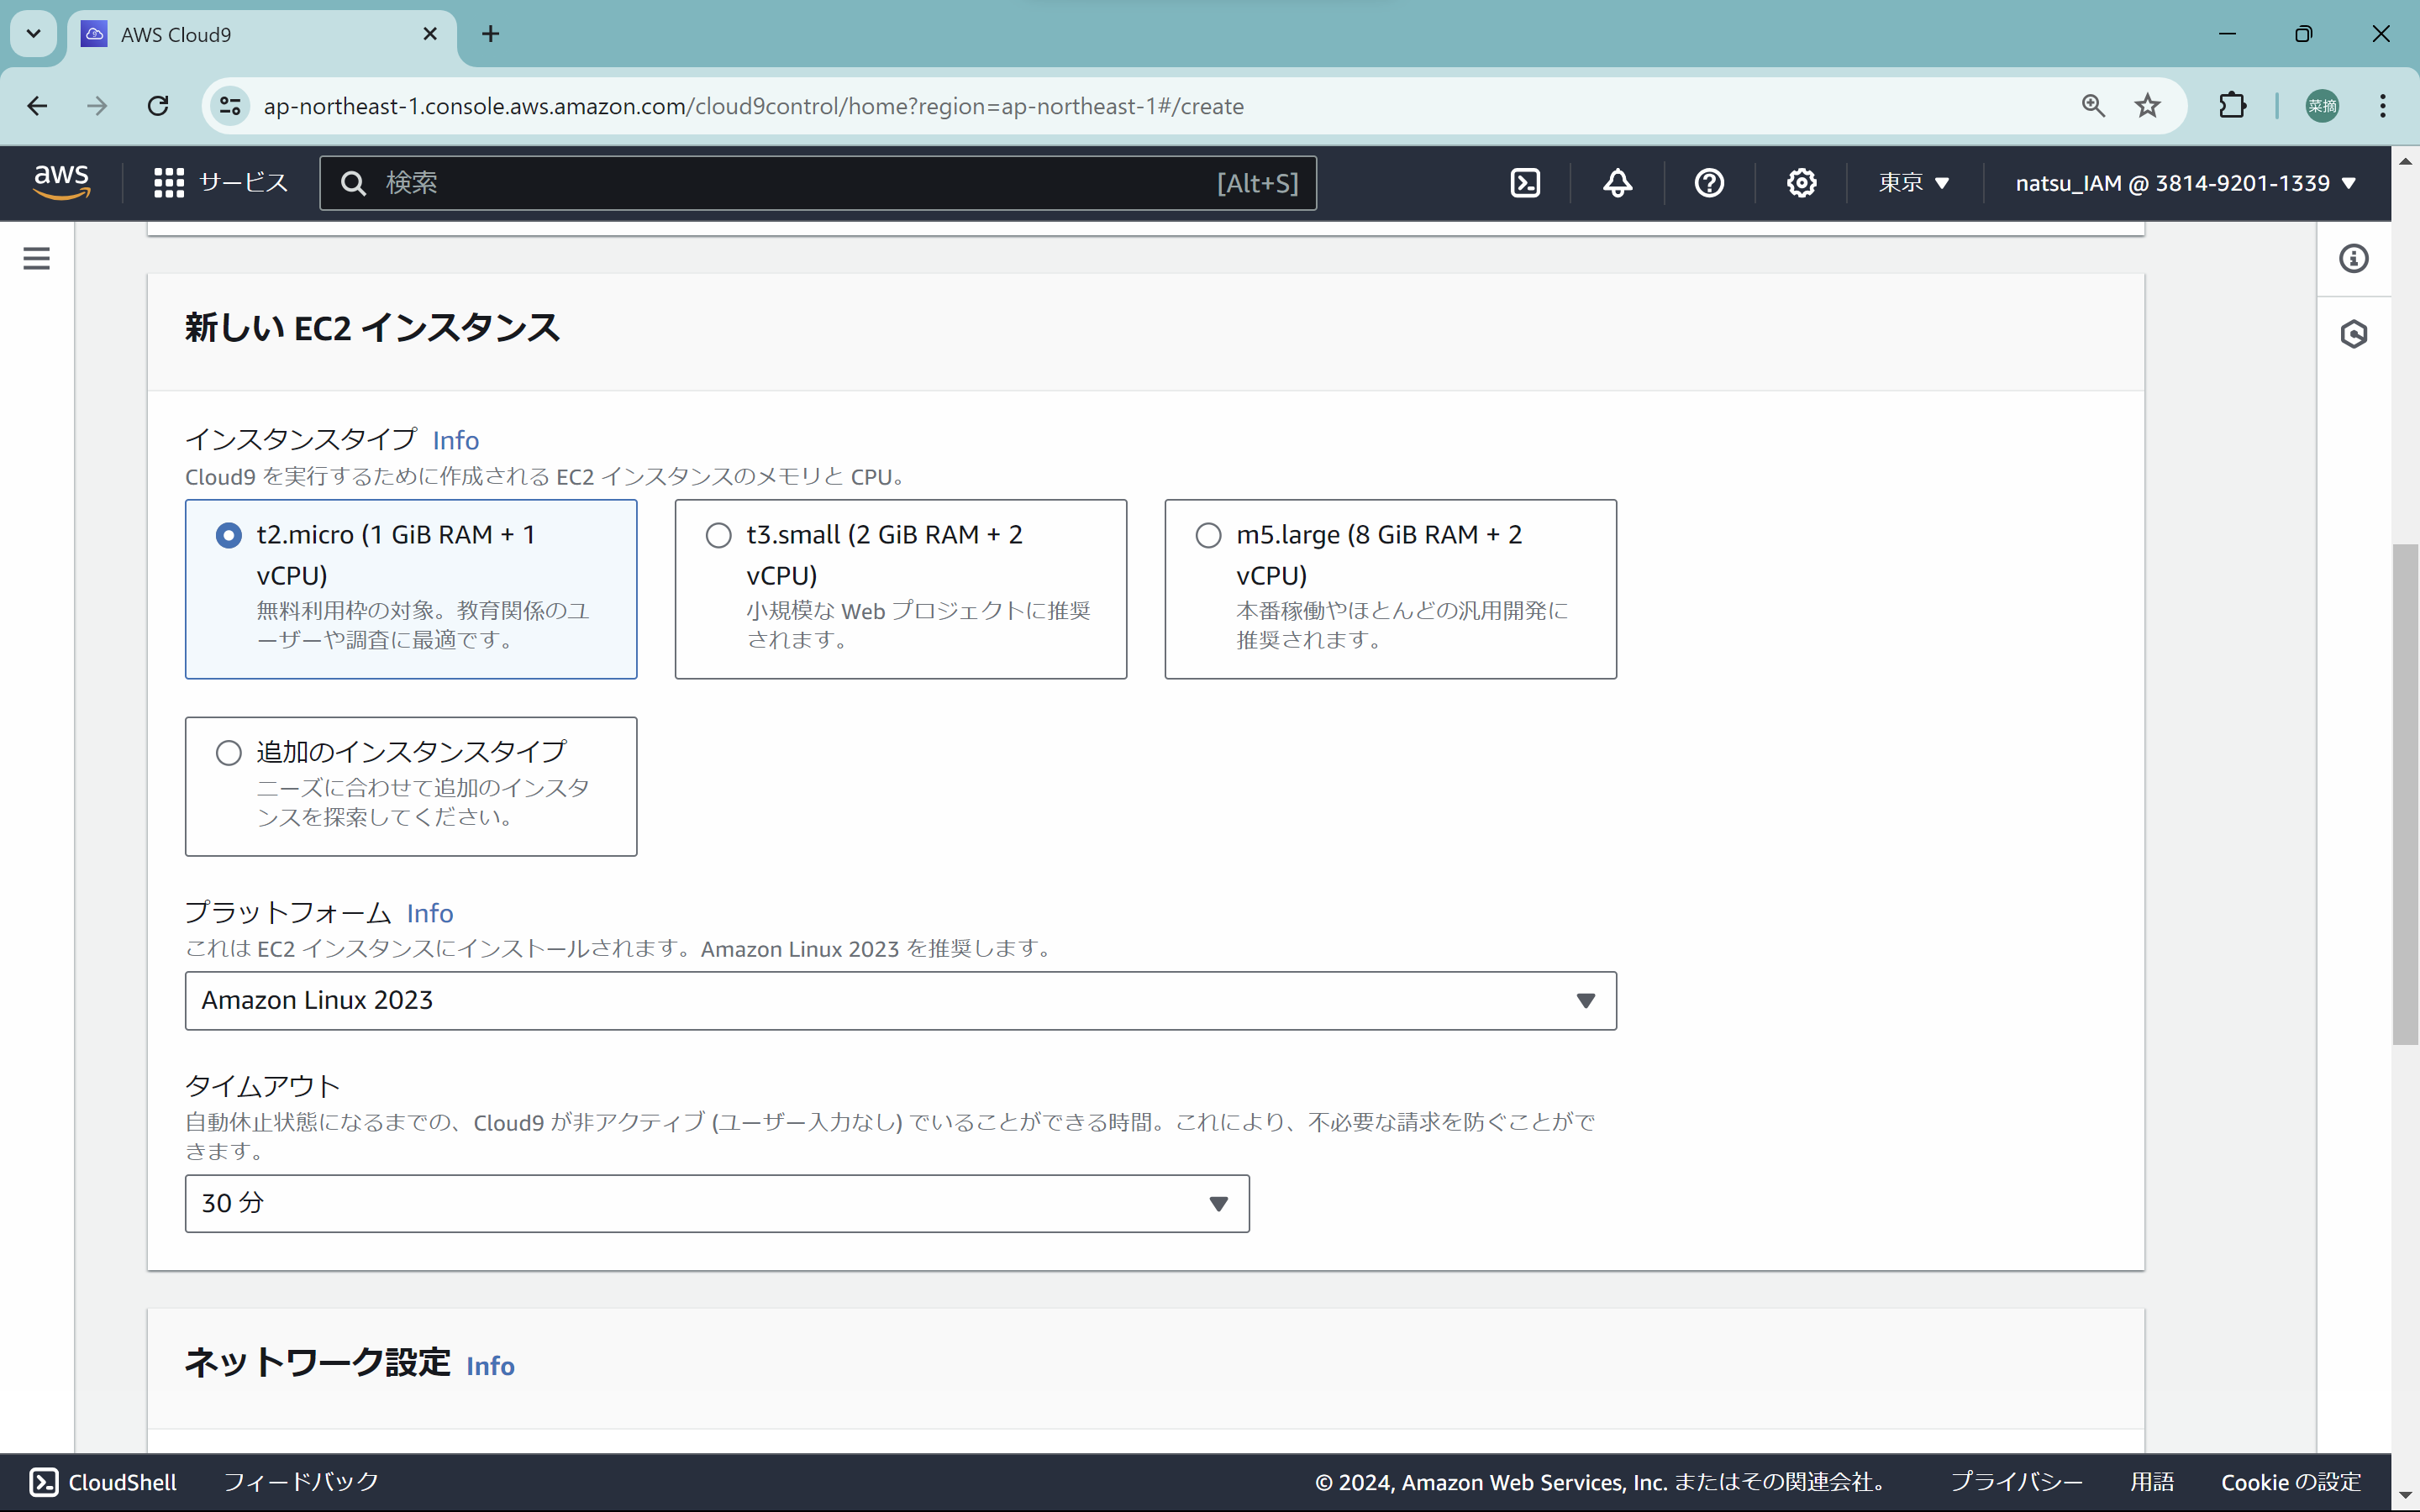 AWS Cloud9
ap-northeast-1.console.aws.amazon.com/cloud9control/home?region=ap-northeast-1#/create
菜摘
aws
サービス
検索
[Alt+S]
東京
natsu_IAM @ 3814-9201-1339
新しい EC2 インスタンス
インスタンスタイプ Info
Cloud9 を実行するために作成される EC2 インスタンスのメモリと CPU。
t2.micro (1 GiB RAM + 1
vCPU)
無料利用枠の対象。教育関係のユ
ーザーや調査に最適です。
t3.small (2 GiB RAM + 2
vCPU)
小規模な Web プロジェクトに推奨
されます。
m5.large (8 GiB RAM + 2
vCPU)
本番稼働やほとんどの汎用開発に
推奨されます。
追加のインスタンスタイプ
ニーズに合わせて追加のインスタ
ンスを探索してください。
プラットフォーム Info
これは EC2 インスタンスにインストールされます。Amazon Linux 2023 を推奨します。
Amazon Linux 2023
タイムアウト
自動休止状態になるまでの、Cloud9 が非アクティブ (ユーザー入力なし) でいることができる時間。これにより、不必要な請求を防ぐことがで
きます。
30 分
ネットワーク設定 Info
CloudShell
フィードバック
© 2024, Amazon Web Services, Inc. またはその関連会社。
プライバシー
用語
Cookie の設定